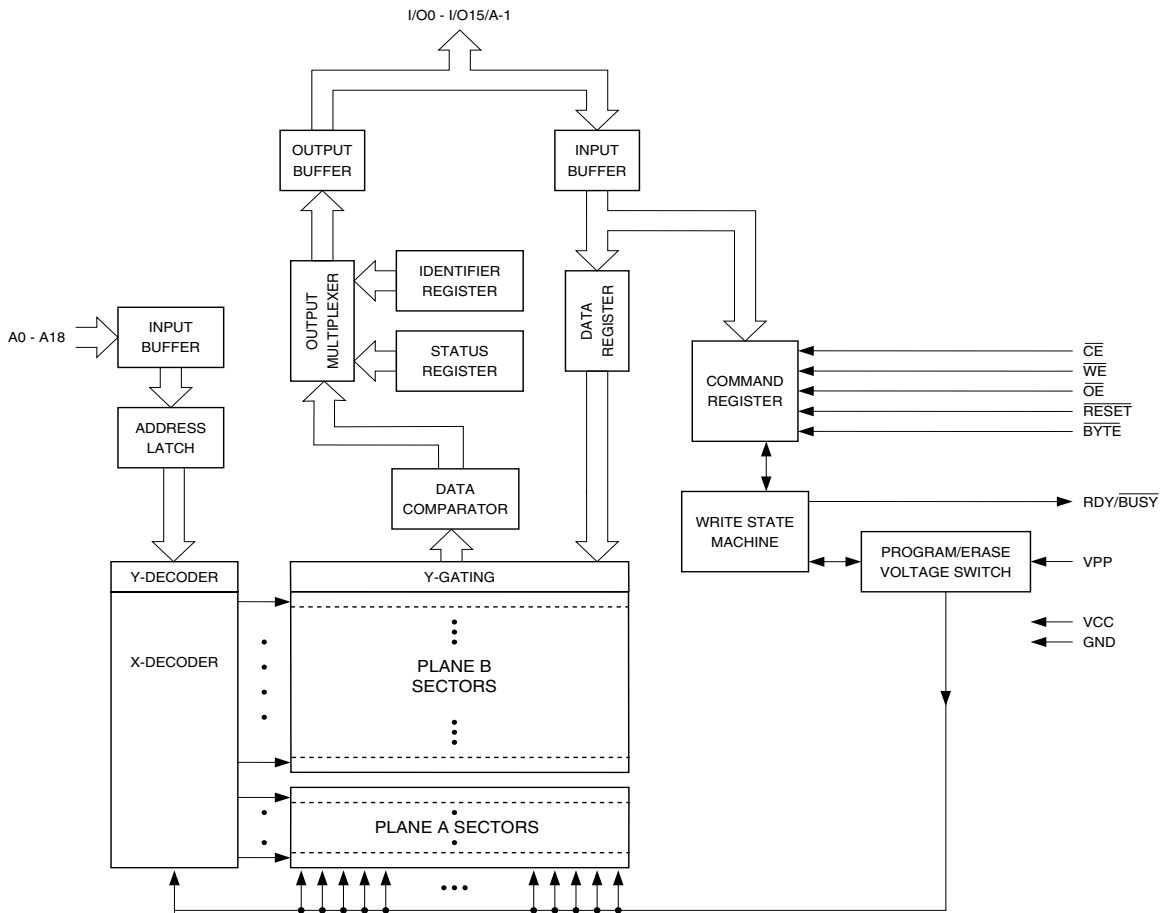 I/O0 - I/O15/A-1
OUTPUT
BUFFER
INPUT
BUFFER
OUTPUT
MULTIPLEXER
IDENTIFIER
REGISTER
STATUS
REGISTER
DATA
REGISTER
A0 - A18
INPUT
BUFFER
ADDRESS
LATCH
COMMAND
REGISTER
CE
WE
OE
RESET
BYTE
DATA
COMPARATOR
WRITE STATE
MACHINE
RDY/BUSY
PROGRAM/ERASE
VOLTAGE SWITCH
VPP
VCC
GND
Y-DECODER
Y-GATING
X-DECODER
PLANE B
SECTORS
PLANE A SECTORS